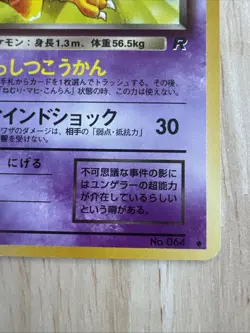 ケモン：身長1.3m、体重56.5kg
R
っしつこうかん
手札からカードを1枚選んでトラッシュする。その後、
「ねむり・マヒ・こんらん」状態の時、この力は使えない。
インドショック 30
ワザのダメージは、相手の「弱点・抵抗力」
響を受けない。
にげる
不可思議な事件の影に
はユンゲラーの超能力
が介在しているらしい
という噂がある。
No.064 ●